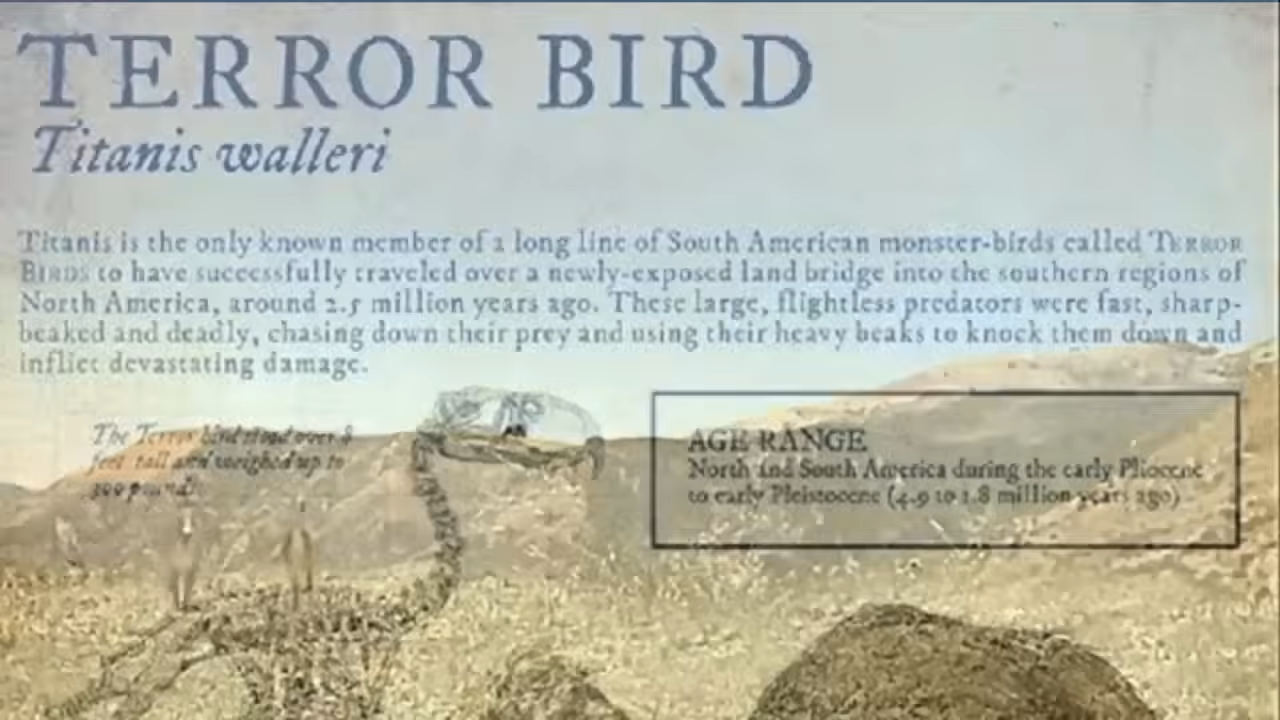 TERROR BIRD
Titanis walleri
Titanis is the only known member of a long line of South American monster-birds called TERROR
BIRDS to have successfully traveled over a newly-exposed land bridge into the southern regions of
North America, around 2.5 million years ago. These large, flightless predators were fast, sharp-
beaked and deadly, chasing down their prey and using their heavy beaks to knock them down and
inflict devastating damage.
The Terror bird stood over 8
feet tall and weighed up to
300 pounds.
AGE RANGE
North and South America during the early Pliocene
to early Pleistocene (4.9 to 1.8 million years ago)